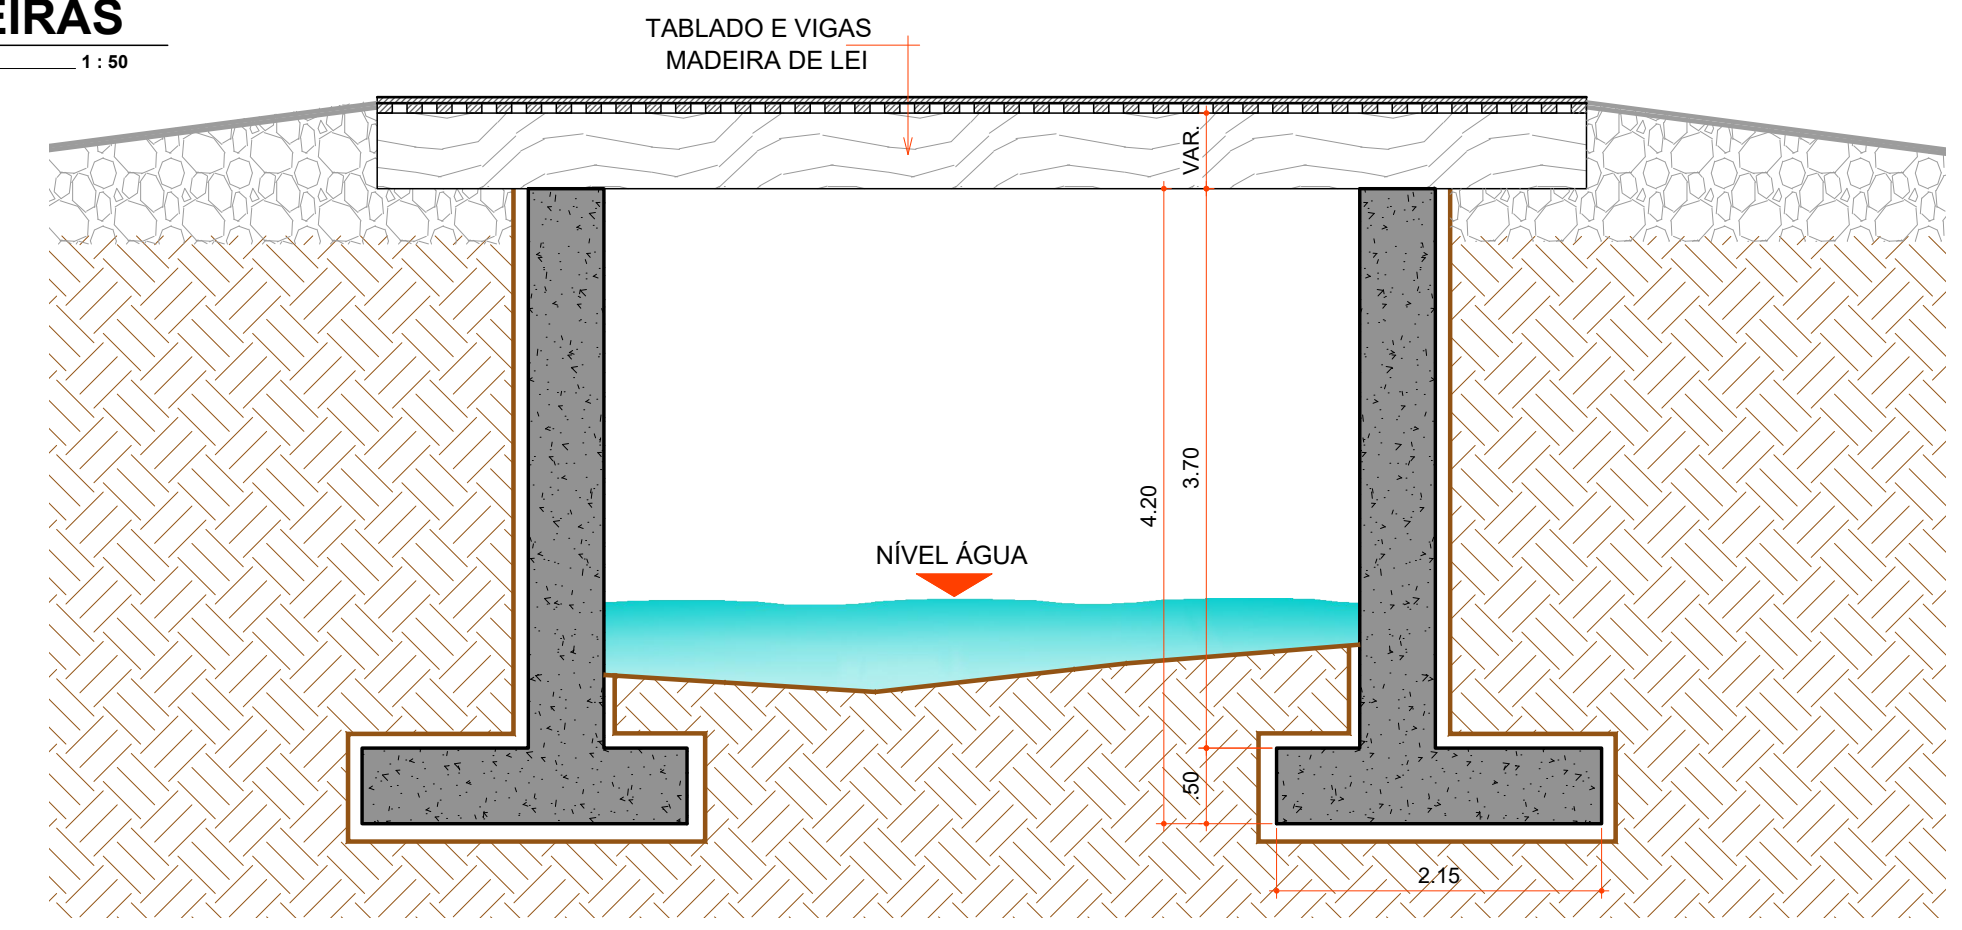 EIRAS
1 : 50
TABLADO E VIGAS
MADEIRA DE LEI
VAR.
3.70
4.20
NÍVEL ÁGUA
.50
2.15